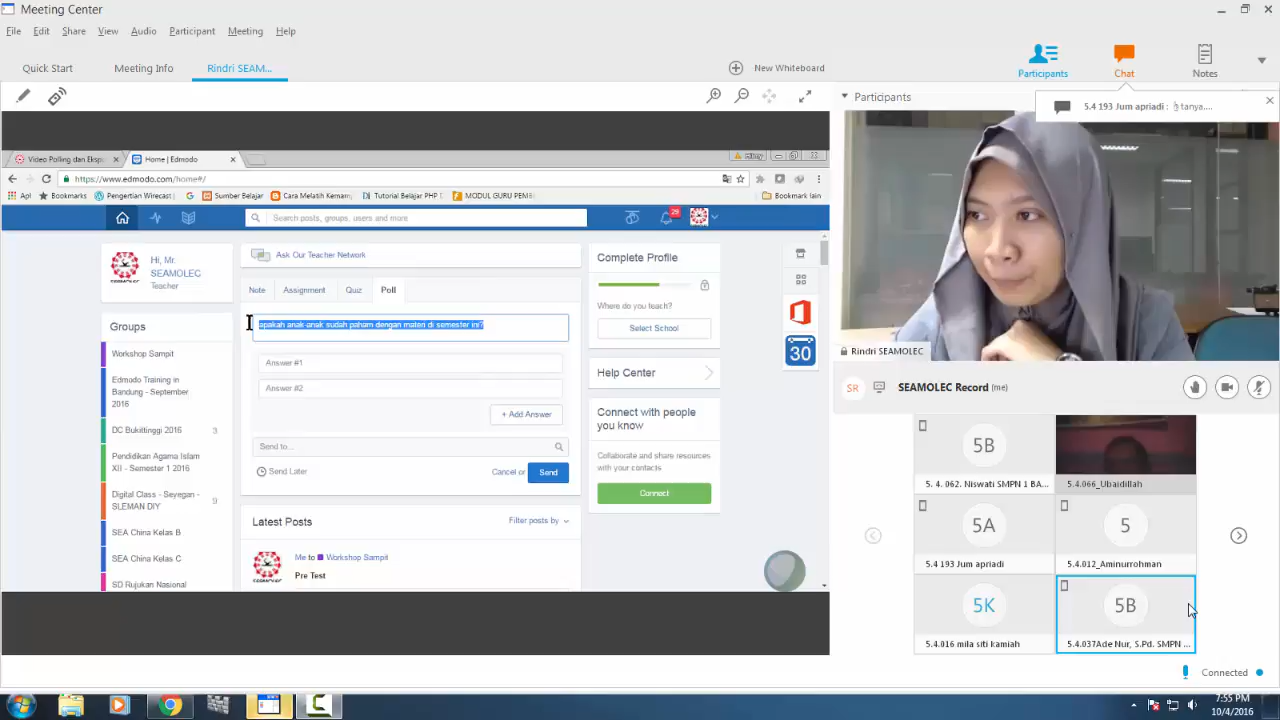 Meeting Center
File Edit Share View Audio Participant Meeting Help
Quick Start Meeting Info Rindri SEAM... New Whiteboard
Participants Chat Notes
Participants
5.4 193 Jum apriadi : tanya....
Video Polling dan Ekspo Home | Edmodo
https://www.edmodo.com/home#/
Apl Bookmarks Pengertian Wirecast Sumber Belajar Cara Melatih Kemam Tutorial Belajar PHP MODUL GURU PEMB Bookmark lain
Search posts, groups, users and more
29
Hi, Mr.
SEAMOLEC
Teacher
Groups
Workshop Sampit
Edmodo Training in
Bandung - September
2016
DC Bukittinggi 2016 3
Pendidikan Agama Islam
XII - Semester 1 2016
Digital Class - Seyegan -
SLEMAN DIY 9
SEA China Kelas B
SEA China Kelas C
SD Rujukan Nasional
Ask Our Teacher Network
Note Assignment Quiz Poll
apakah anak-anak sudah paham dengan materi di semester ini?
Answer #1
Answer #2
+ Add Answer
Send to...
Send Later Cancel or Send
Latest Posts Filter posts by
Me to Workshop Sampit
Pre Test
Complete Profile
Where do you teach?
Select School
Help Center
Connect with people
you know
Collaborate and share resources
with your contacts
Connect
30
Rindri SEAMOLEC
SR SEAMOLEC Record (me)
5B
5. 4. 062. Niswati SMPN 1 BA... 5.4.066_Ubaidillah
5A 5
5.4 193 Jum apriadi 5.4.012_Aminurrohman
5K 5B
5.4.016 mila siti kamiah 5.4.037Ade Nur, S.Pd. SMPN ...
Connected
7:55 PM
10/4/2016